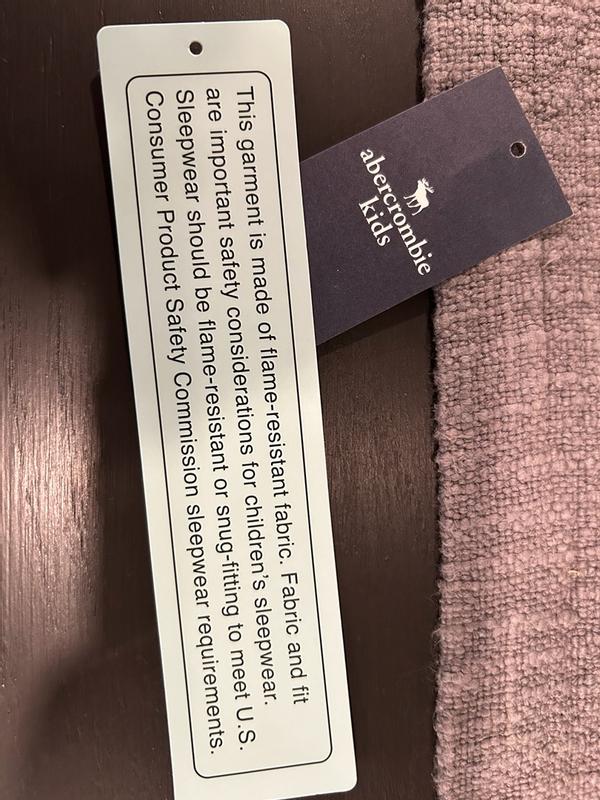 This garment is made of flame-resistant fabric. Fabric and fit
are important safety considerations for children's sleepwear.
Sleepwear should be flame-resistant or snug-fitting to meet U.S.
Consumer Product Safety Commission sleepwear requirements.
abercrombie
kids